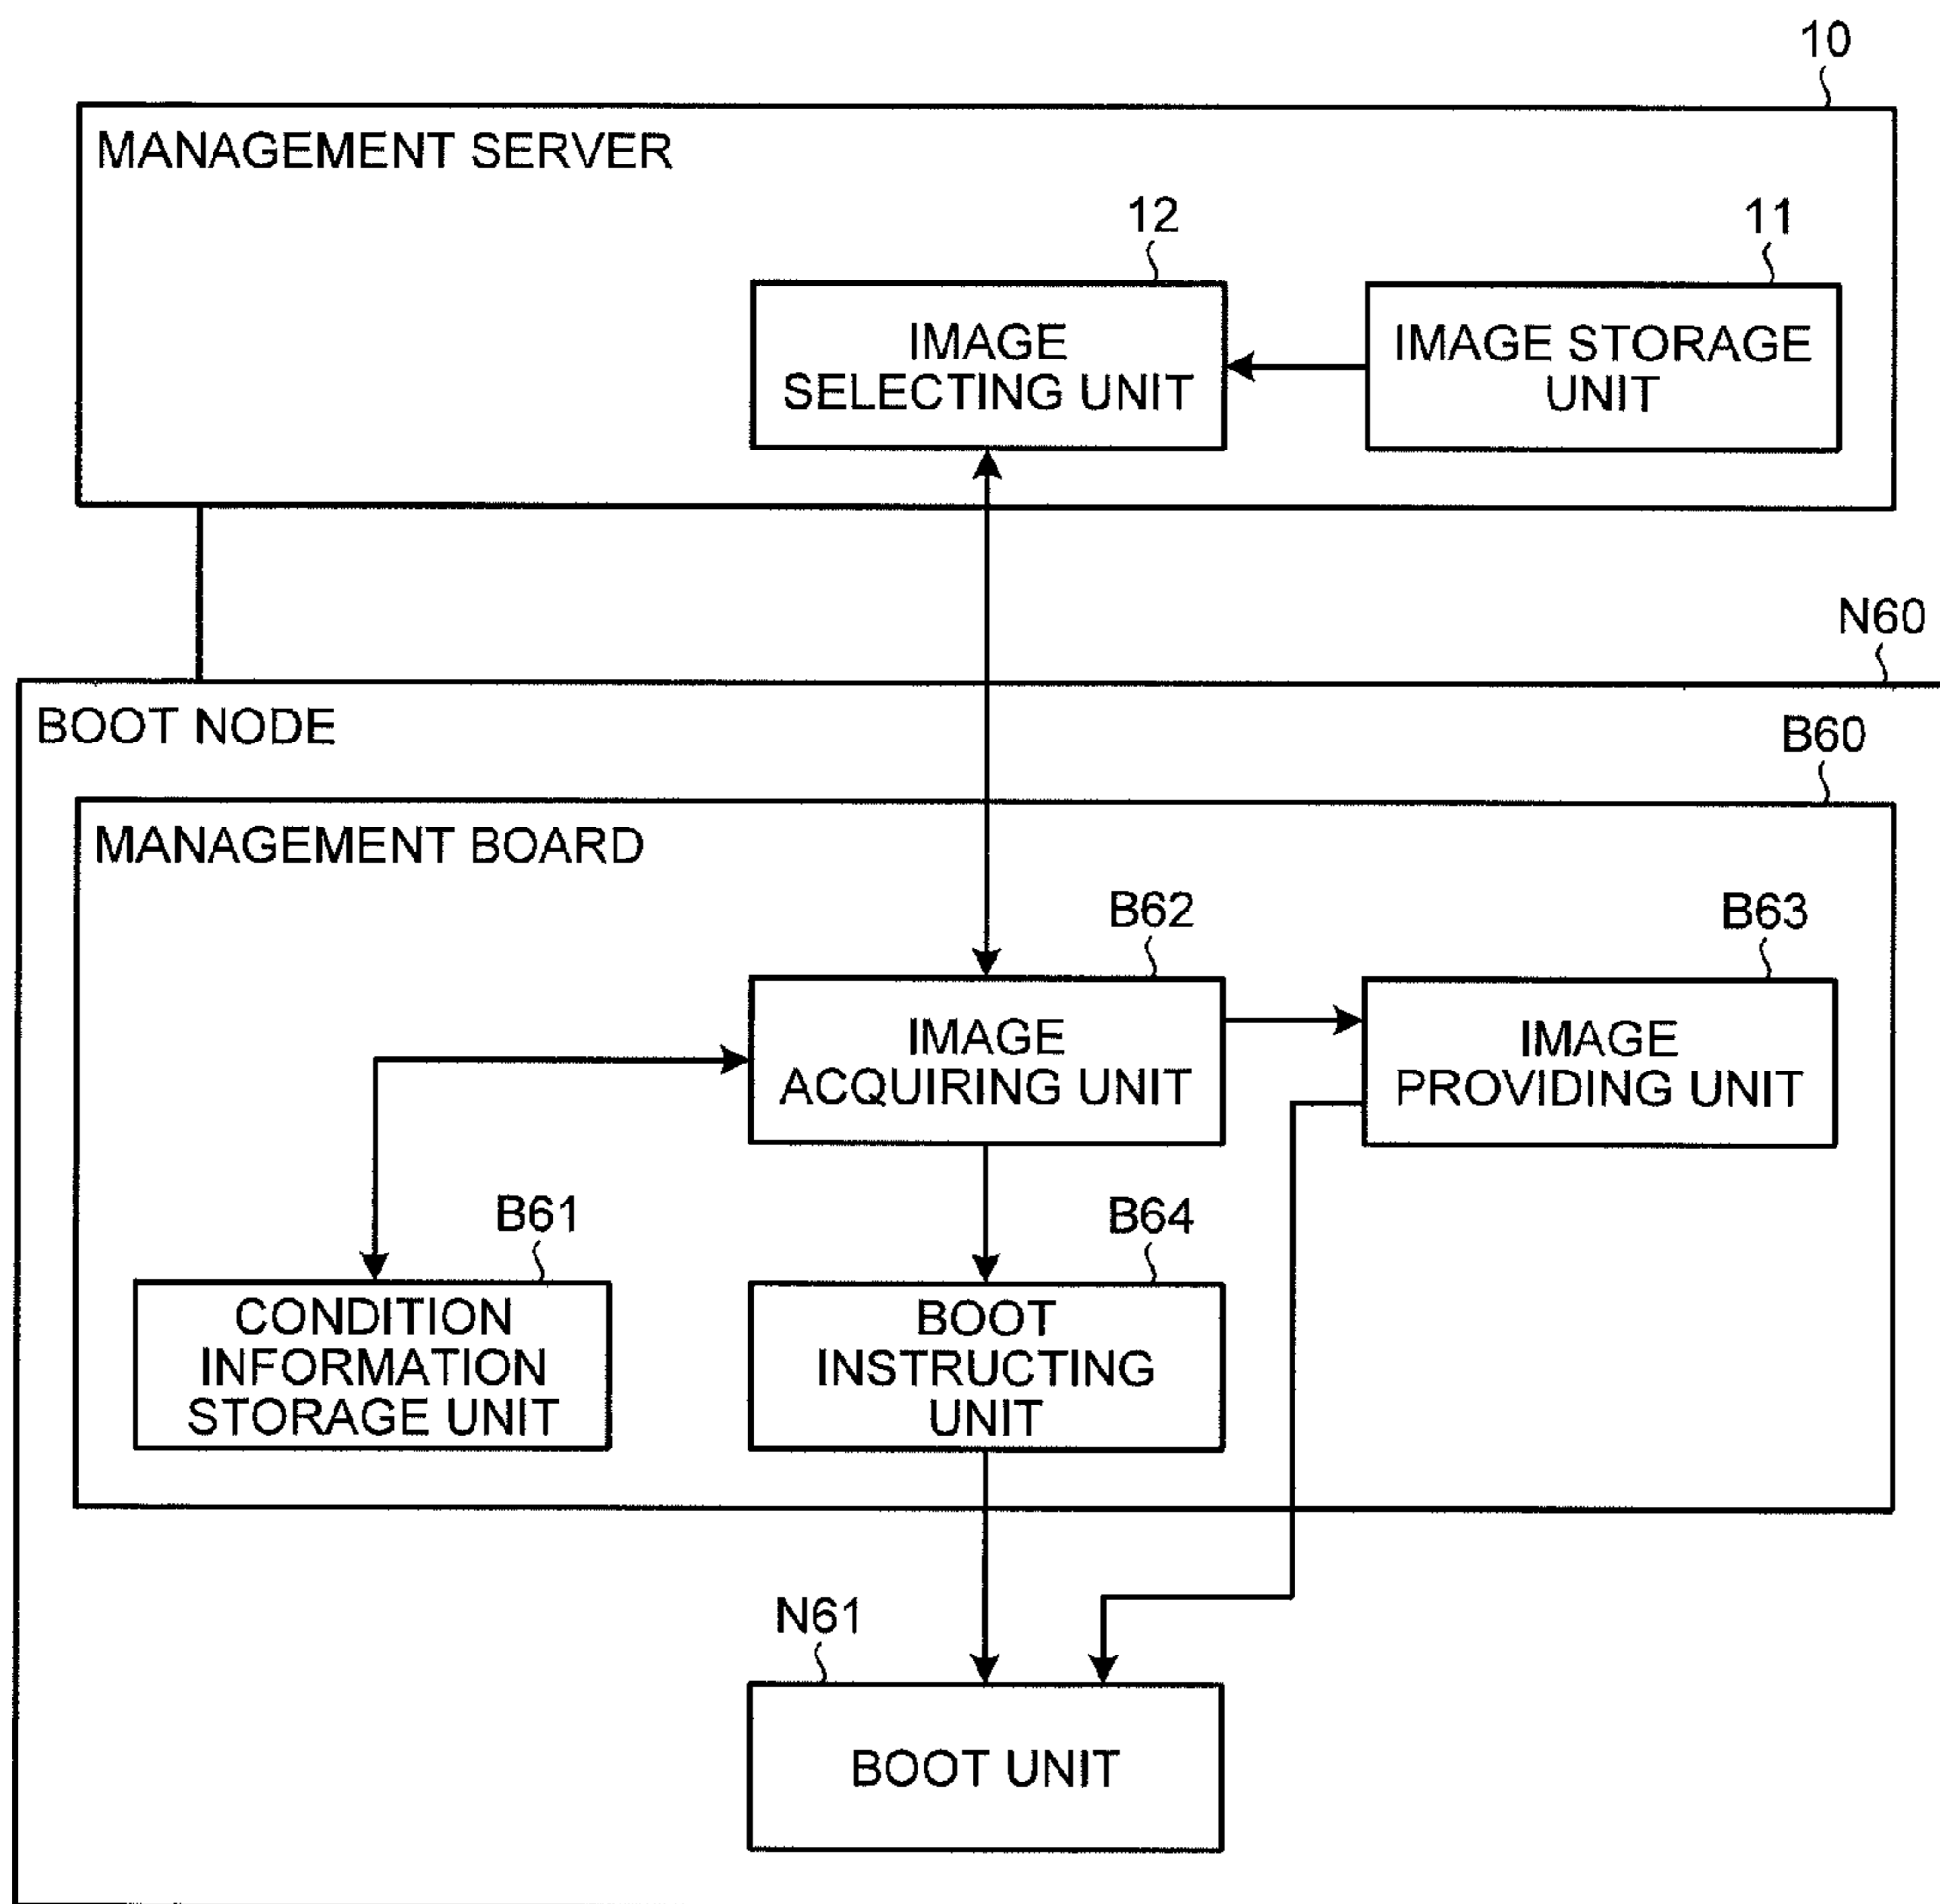 10
MANAGEMENT SERVER
12
11
IMAGE
SELECTING UNIT
IMAGE STORAGE
UNIT
N60
BOOT NODE
B60
MANAGEMENT BOARD
B62
B63
IMAGE
ACQUIRING UNIT
IMAGE
PROVIDING UNIT
B61
B64
CONDITION
INFORMATION
STORAGE UNIT
BOOT
INSTRUCTING
UNIT
N61
BOOT UNIT